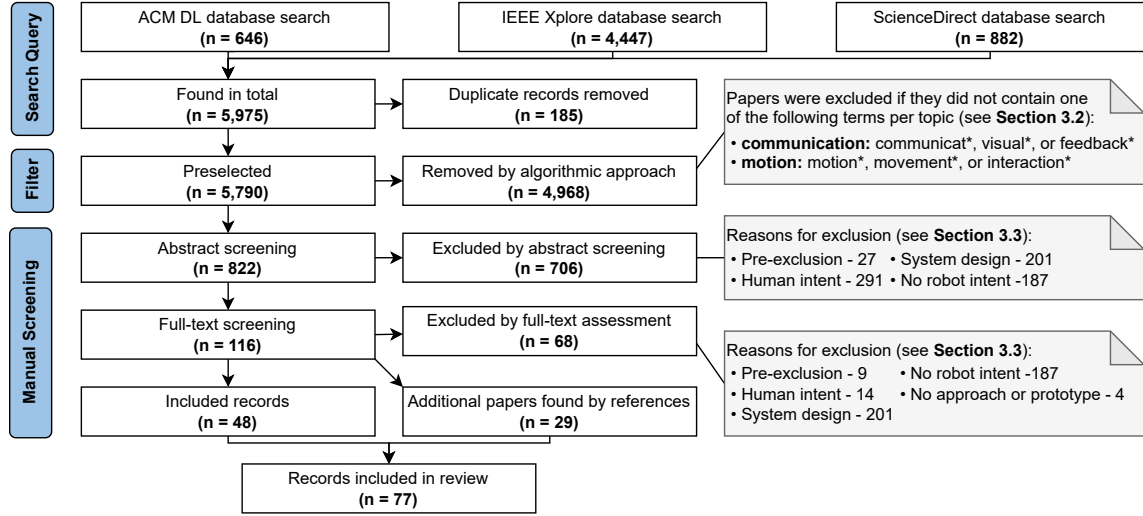 Search Query
ACM DL database search
(n = 646)
IEEE Xplore database search
(n = 4,447)
ScienceDirect database search
(n = 882)
Found in total
(n = 5,975)
Duplicate records removed
(n = 185)
Papers were excluded if they did not contain one
of the following terms per topic (see Section 3.2):
• communication: communicat*, visual*, or feedback*
• motion: motion*, movement*, or interaction*
Filter
Preselected
(n = 5,790)
Removed by algorithmic approach
(n = 4,968)
Manual Screening
Abstract screening
(n = 822)
Excluded by abstract screening
(n = 706)
Reasons for exclusion (see Section 3.3):
• Pre-exclusion - 27 • System design - 201
• Human intent - 291 • No robot intent -187
Full-text screening
(n = 116)
Excluded by full-text assessment
(n = 68)
Reasons for exclusion (see Section 3.3):
• Pre-exclusion - 9 • No robot intent -187
• Human intent - 14 • No approach or prototype - 4
• System design - 201
Included records
(n = 48)
Additional papers found by references
(n = 29)
Records included in review
(n = 77)